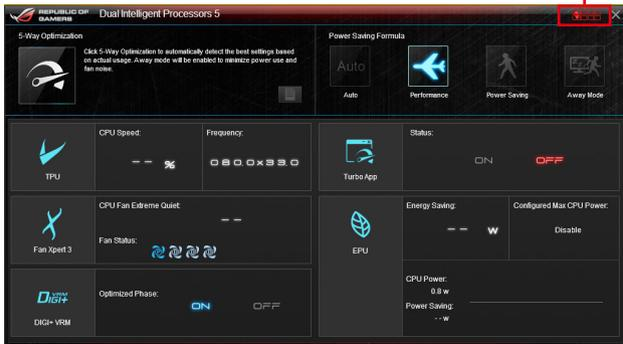 REPUBLIC OF
GAMERS
Dual Intelligent Processors 5
5-Way Optimization
Click 5-Way Optimization to automatically detect the best settings based
on actual usage. Away mode will be enabled to minimize power use and
fan noise.
Power Saving Formula
Auto
Auto
Performance
Power Saving
Away Mode
TPU
CPU Speed:
-- %
Frequency:
080.0x33.0
Turbo App
Status:
ON OFF
Fan Xpert 3
CPU Fan Extreme Quiet:
--
Fan Status:
EPU
Energy Saving:
-- w
Configured Max CPU Power:
Disable
CPU Power:
0.8 w
Power Saving:
-- w
DIGI+ VRM
DIGI+ VRM
Optimized Phase:
ON OFF